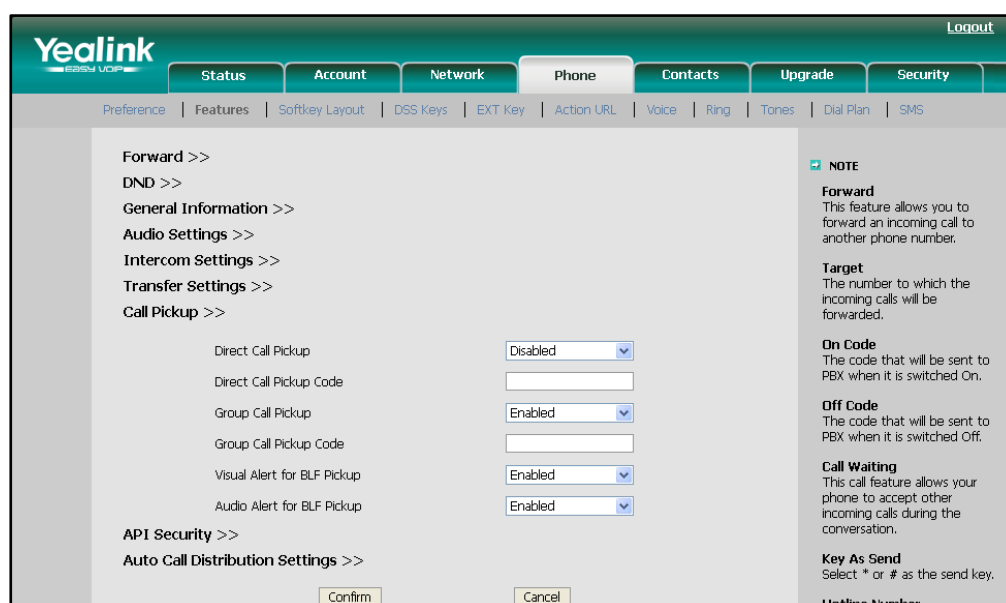 Logout
Yealink
EASY VOIP
Status Account Network Phone Contacts Upgrade Security
Preference | Features | Softkey Layout | DSS Keys | EXT Key | Action URL | Voice | Ring | Tones | Dial Plan | SMS
Forward >>
DND >>
General Information >>
Audio Settings >>
Intercom Settings >>
Transfer Settings >>
Call Pickup >>
Direct Call Pickup Disabled
Direct Call Pickup Code
Group Call Pickup Enabled
Group Call Pickup Code
Visual Alert for BLF Pickup Enabled
Audio Alert for BLF Pickup Enabled
API Security >>
Auto Call Distribution Settings >>
Confirm Cancel
NOTE
Forward
This feature allows you to
forward an incoming call to
another phone number.
Target
The number to which the
incoming calls will be
forwarded.
On Code
The code that will be sent to
PBX when it is switched On.
Off Code
The code that will be sent to
PBX when it is switched Off.
Call Waiting
This call feature allows your
phone to accept other
incoming calls during the
conversation.
Key As Send
Select * or # as the send key.
Hotline Number